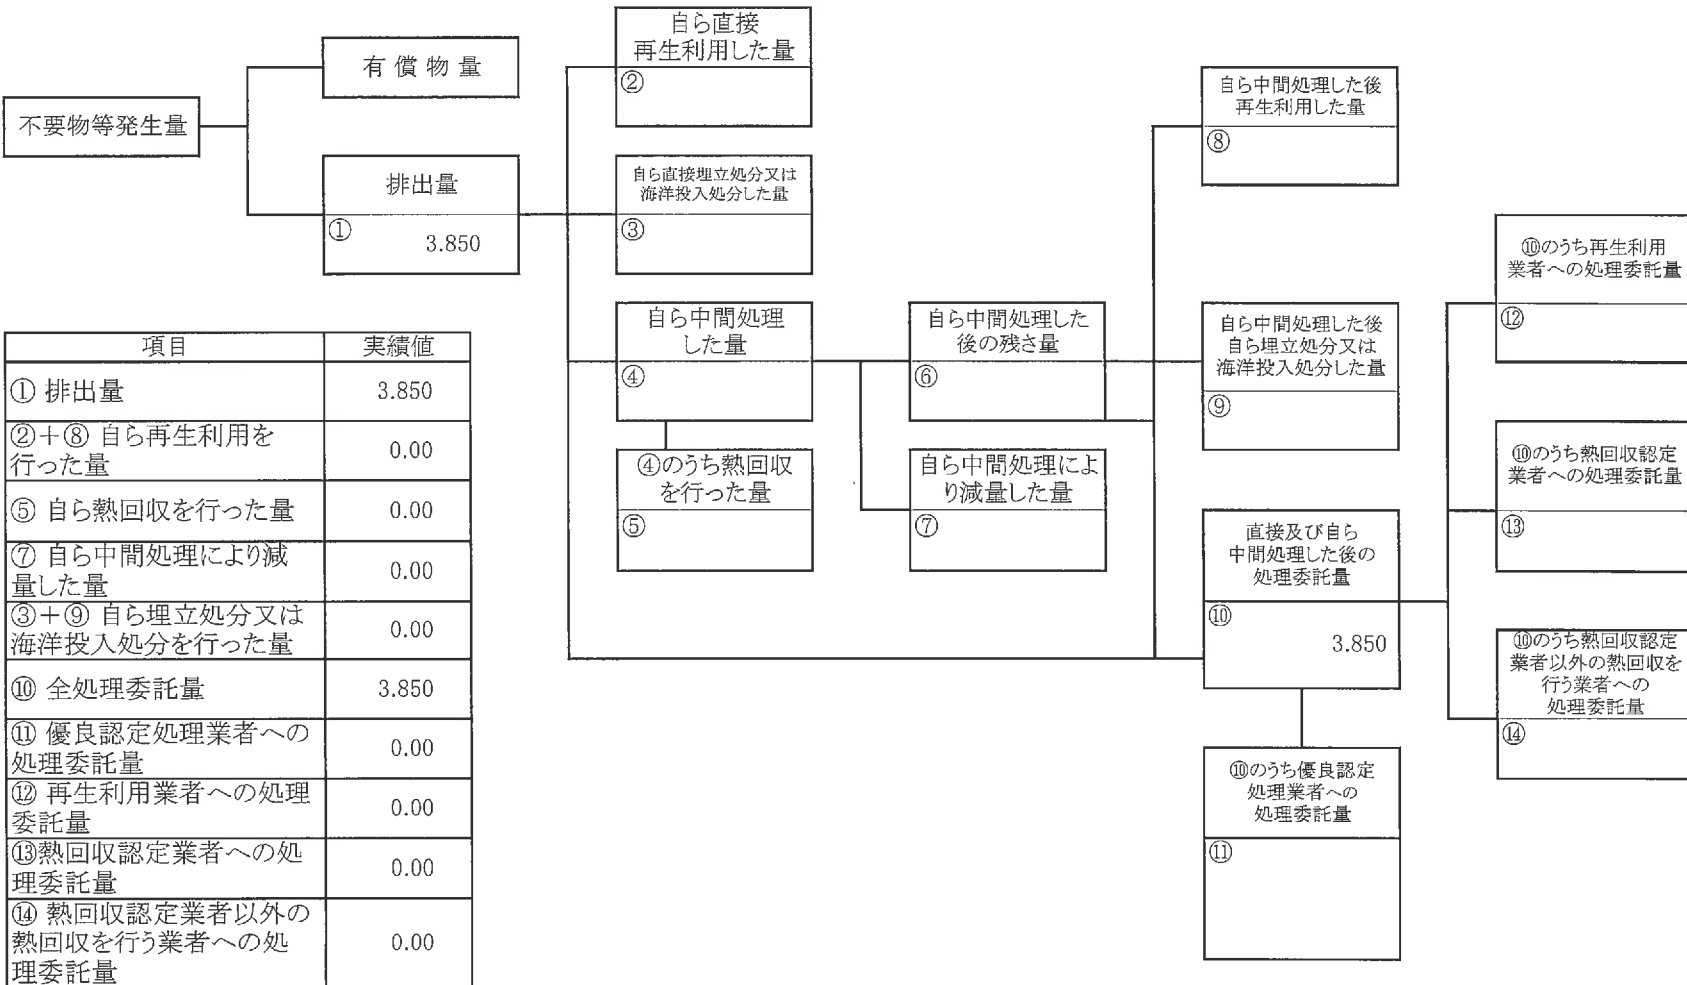 不要物等発生量
有償物量
排出量
①
3.850
自ら直接
再生利用した量
②
自ら直接埋立処分又は
海洋投入処分した量
③
自ら中間処理
した量
④
④のうち熱回収
を行った量
⑤
自ら中間処理した
後の残さ量
⑥
自ら中間処理によ
り減量した量
⑦
自ら中間処理した後
再生利用した量
⑧
自ら中間処理した後
自ら埋立処分又は
海洋投入処分した量
⑨
直接及び自ら
中間処理した後の
処理委託量
⑩
3.850
⑩のうち優良認定
処理業者への
処理委託量
⑪
⑩のうち再生利用
業者への処理委託量
⑫
⑩のうち熱回収認定
業者への処理委託量
⑬
⑩のうち熱回収認定
業者以外の熱回収を
行う業者への
処理委託量
⑭
項目 実績値
① 排出量 3.850
②+⑧ 自ら再生利用を
行った量 0.00
⑤ 自ら熱回収を行った量 0.00
⑦ 自ら中間処理により減
量した量 0.00
③+⑨ 自ら埋立処分又は
海洋投入処分を行った量 0.00
⑩ 全処理委託量 3.850
⑪ 優良認定処理業者への
処理委託量 0.00
⑫ 再生利用業者への処理
委託量 0.00
⑬熱回収認定業者への処
理委託量 0.00
⑭ 熱回収認定業者以外の
熱回収を行う業者への処
理委託量 0.00